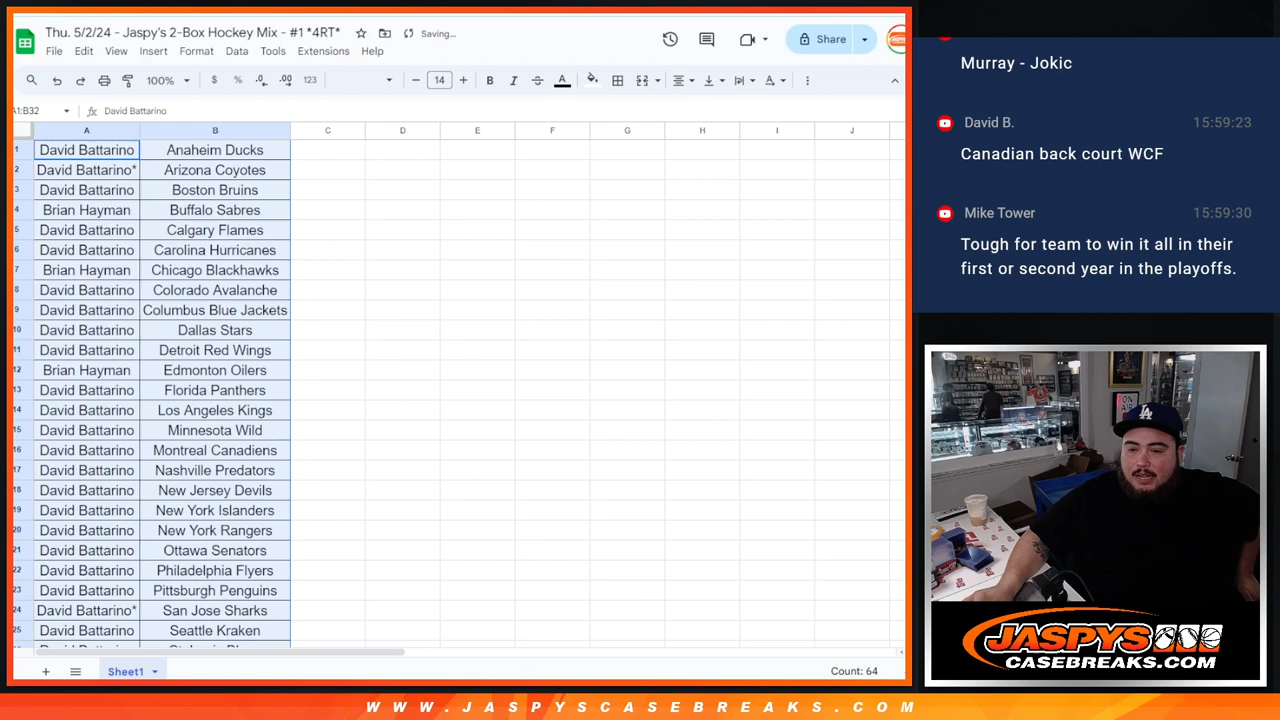 Thu. 5/2/24 - Jaspy's 2-Box Hockey Mix - #1 *4RT*
Saving...
File Edit View Insert Format Data Tools Extensions Help
Share
100% $ % .0 .00 123 14 B I A A
A1:B32 fx David Battarino
A B C D E F G H I J
1 David Battarino Anaheim Ducks
2 David Battarino* Arizona Coyotes
3 David Battarino Boston Bruins
4 Brian Hayman Buffalo Sabres
5 David Battarino Calgary Flames
6 David Battarino Carolina Hurricanes
7 Brian Hayman Chicago Blackhawks
8 David Battarino Colorado Avalanche
9 David Battarino Columbus Blue Jackets
10 David Battarino Dallas Stars
11 David Battarino Detroit Red Wings
12 Brian Hayman Edmonton Oilers
13 David Battarino Florida Panthers
14 David Battarino Los Angeles Kings
15 David Battarino Minnesota Wild
16 David Battarino Montreal Canadiens
17 David Battarino Nashville Predators
18 David Battarino New Jersey Devils
19 David Battarino New York Islanders
20 David Battarino New York Rangers
21 David Battarino Ottawa Senators
22 David Battarino Philadelphia Flyers
23 David Battarino Pittsburgh Penguins
24 David Battarino* San Jose Sharks
25 David Battarino Seattle Kraken
Sheet1
Count: 64
Murray - Jokic
David B. 15:59:23
Canadian back court WCF
Mike Tower 15:59:30
Tough for team to win it all in their
first or second year in the playoffs.
ON AIR
LA
JASPYS
CASEBREAKS.COM
WWW.JASPYSCASEBREAKS.COM